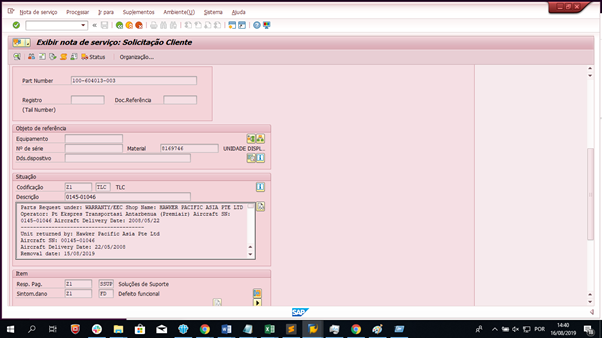 Nota de serviço Processar Ir para Suplementos Ambiente(V) Sistema Ajuda
Exibir nota de serviço: Solicitação Cliente
Status Organização...
Part Number 100-604013-003
Registro Doc.Referência
(Tail Number)
Objeto de referência
Equipamento
Nº de série Material 8169746 UNIDADE DISPL..
Dds.dispositivo
Situação
Codificação Z1 TLC TLC
Descrição 0145-01046
Parts Request under: WARRANTY/KEC Shop Name: HAWKER PACIFIC ASIA PTE LTD
Operator: Pt Ekspres Transportasi Antarbenua (Premiair) Aircraft SN:
0145-01046 Aircraft Delivery Date: 2008/05/22
----------------------------------------
Unit returned by: Hawker Pacific Asia Pte Ltd
Aircraft SN: 00145-01046
Aircraft Delivery Date: 22/05/2008
Removal date: 15/08/2019
Item
Resp. Pag. Z1 SSUP Soluções de Suporte
Sintom.dano Z1 FD Defeito funcional
SAP
POR 14:40
16/08/2019